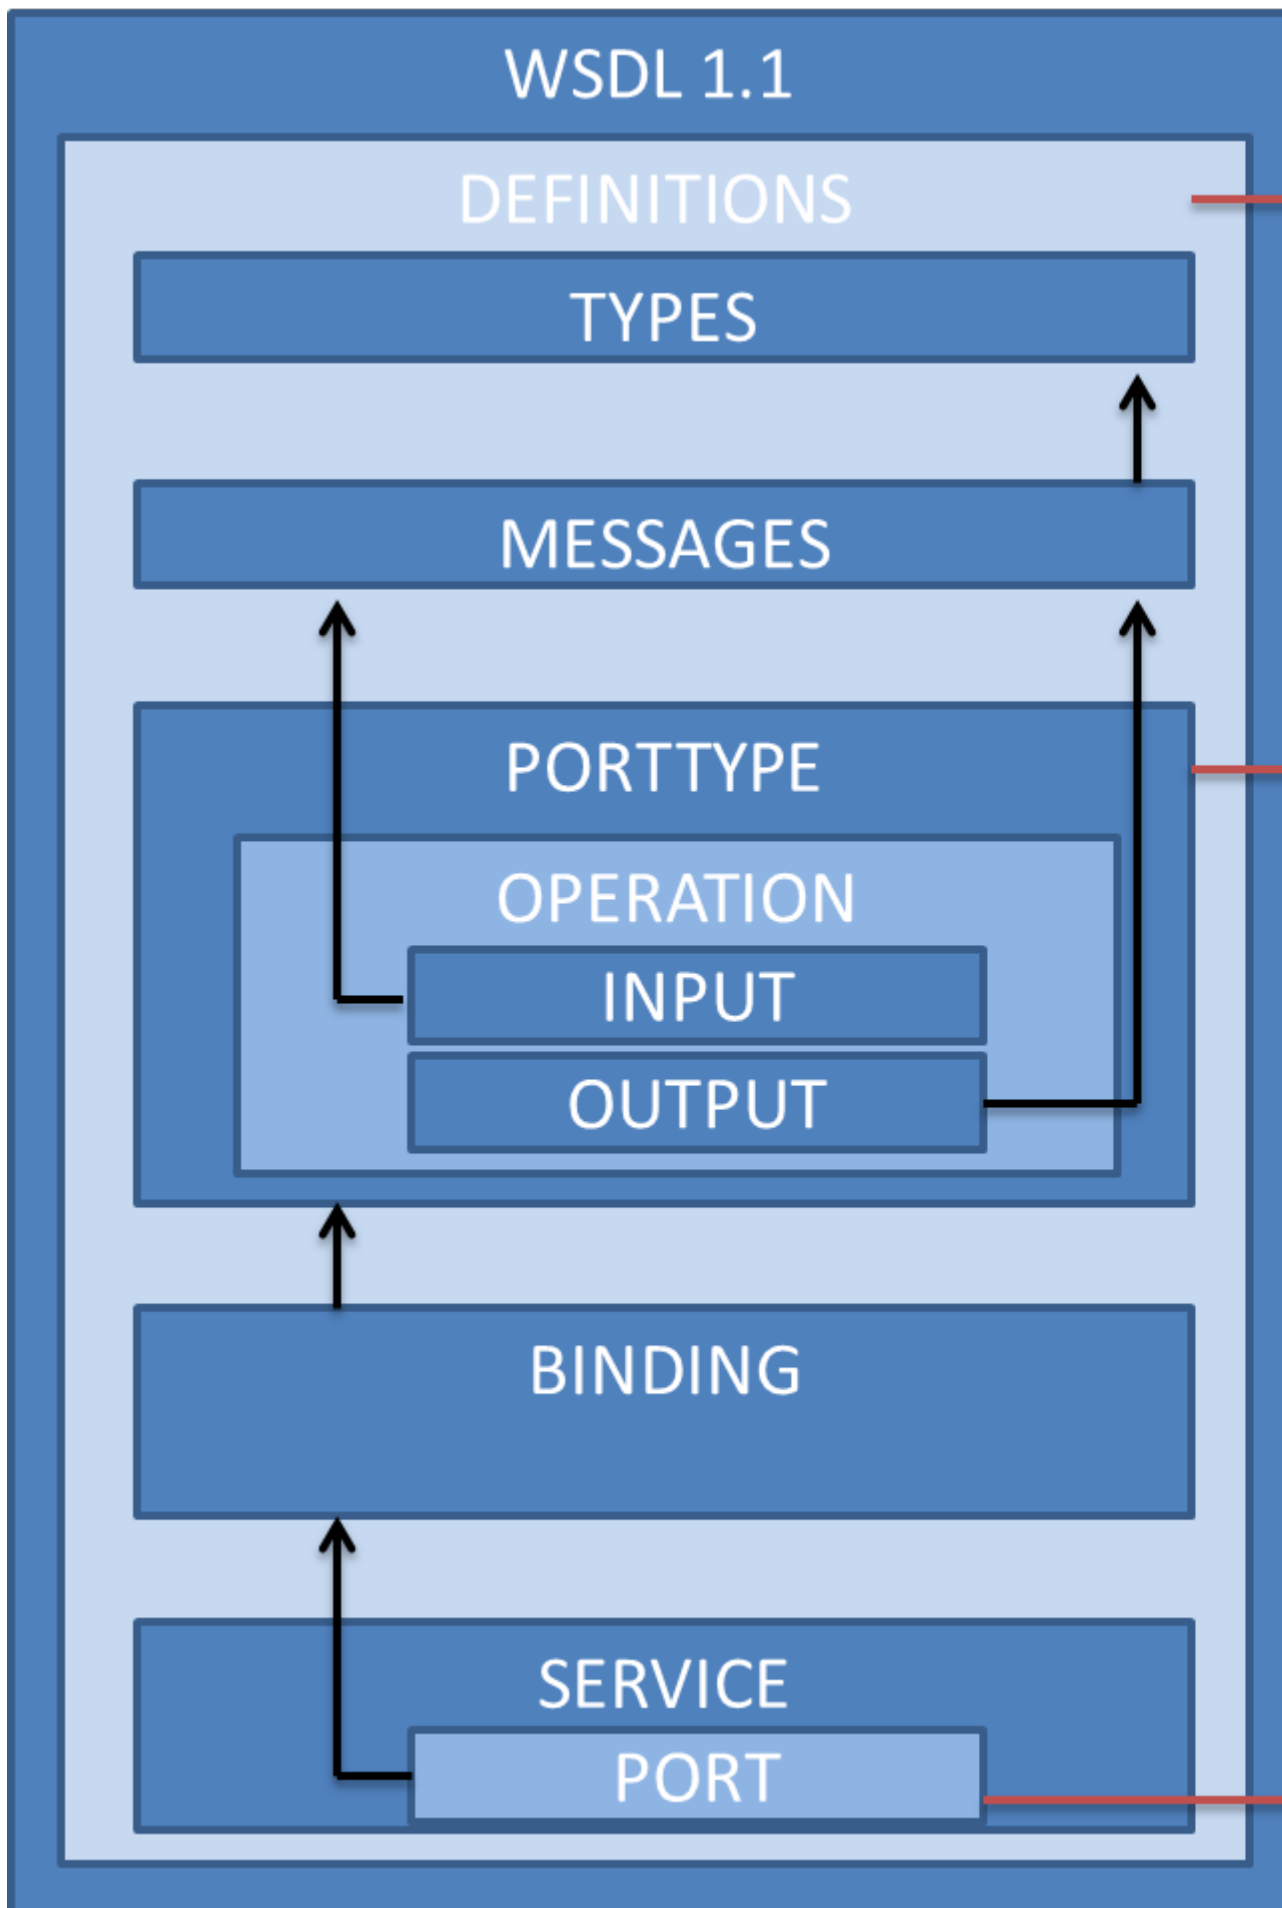 WSDL 1.1
DEFINITIONS
TYPES
MESSAGES
PORTTYPE
OPERATION
INPUT
OUTPUT
BINDING
SERVICE
PORT